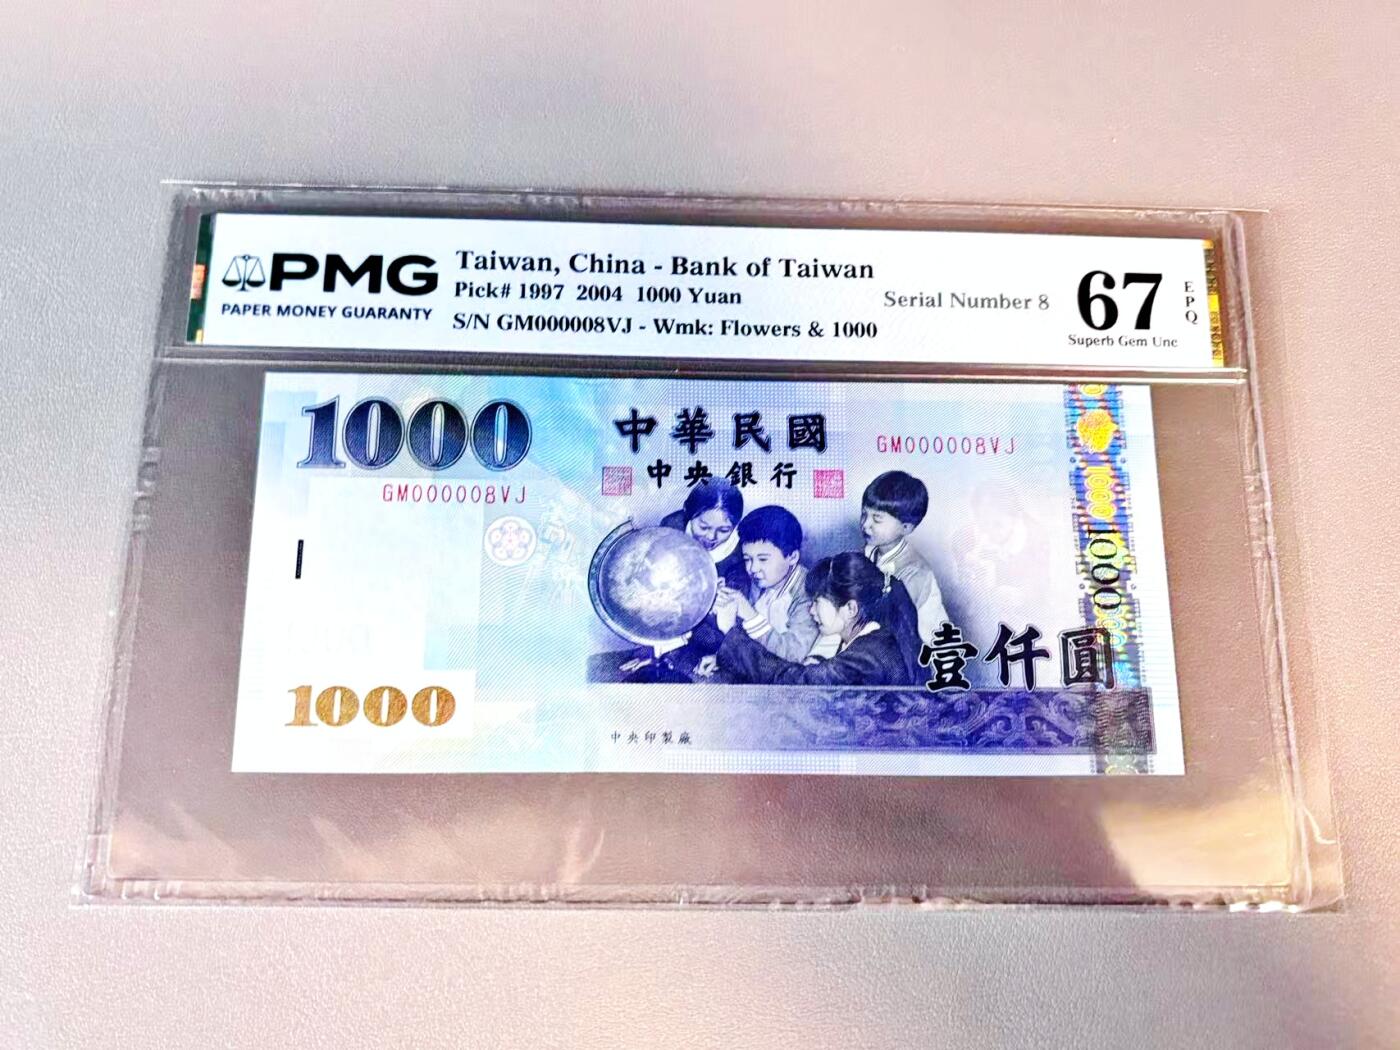 PMG
PAPER MONEY GUARANTY
Taiwan, China - Bank of Taiwan
Pick# 1997 2004 1000 Yuan
S/N GM000008VJ - Wmk: Flowers & 1000
Serial Number 8
67
EPQ
Superb Gem Unc
1000
中華民國
GM000008VJ
中央銀行
GM000008VJ
1000
1000
壹仟圓
1000
中央印製廠